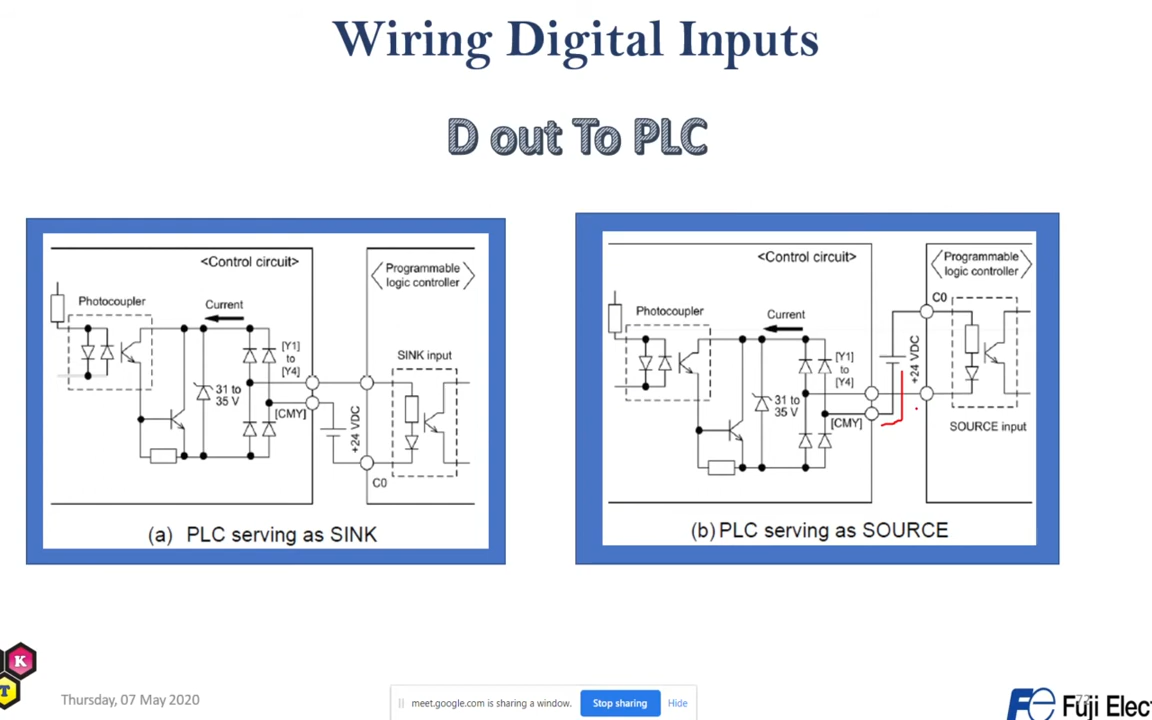 Wiring Digital Inputs
D out To PLC
<Control circuit>
Programmable
logic controller
Photocoupler
Current
[Y1]
to
[Y4]
SINK input
31 to
35 V
[CMY]
+24 VDC
C0
(a) PLC serving as SINK
<Control circuit>
Programmable
logic controller
C0
Photocoupler
Current
[Y1]
to
[Y4]
+24 VDC
31 to
35 V
[CMY]
SOURCE input
(b) PLC serving as SOURCE
K
T
Thursday, 07 May 2020
meet.google.com is sharing a window.
Stop sharing
Hide
Fe Fuji Elect